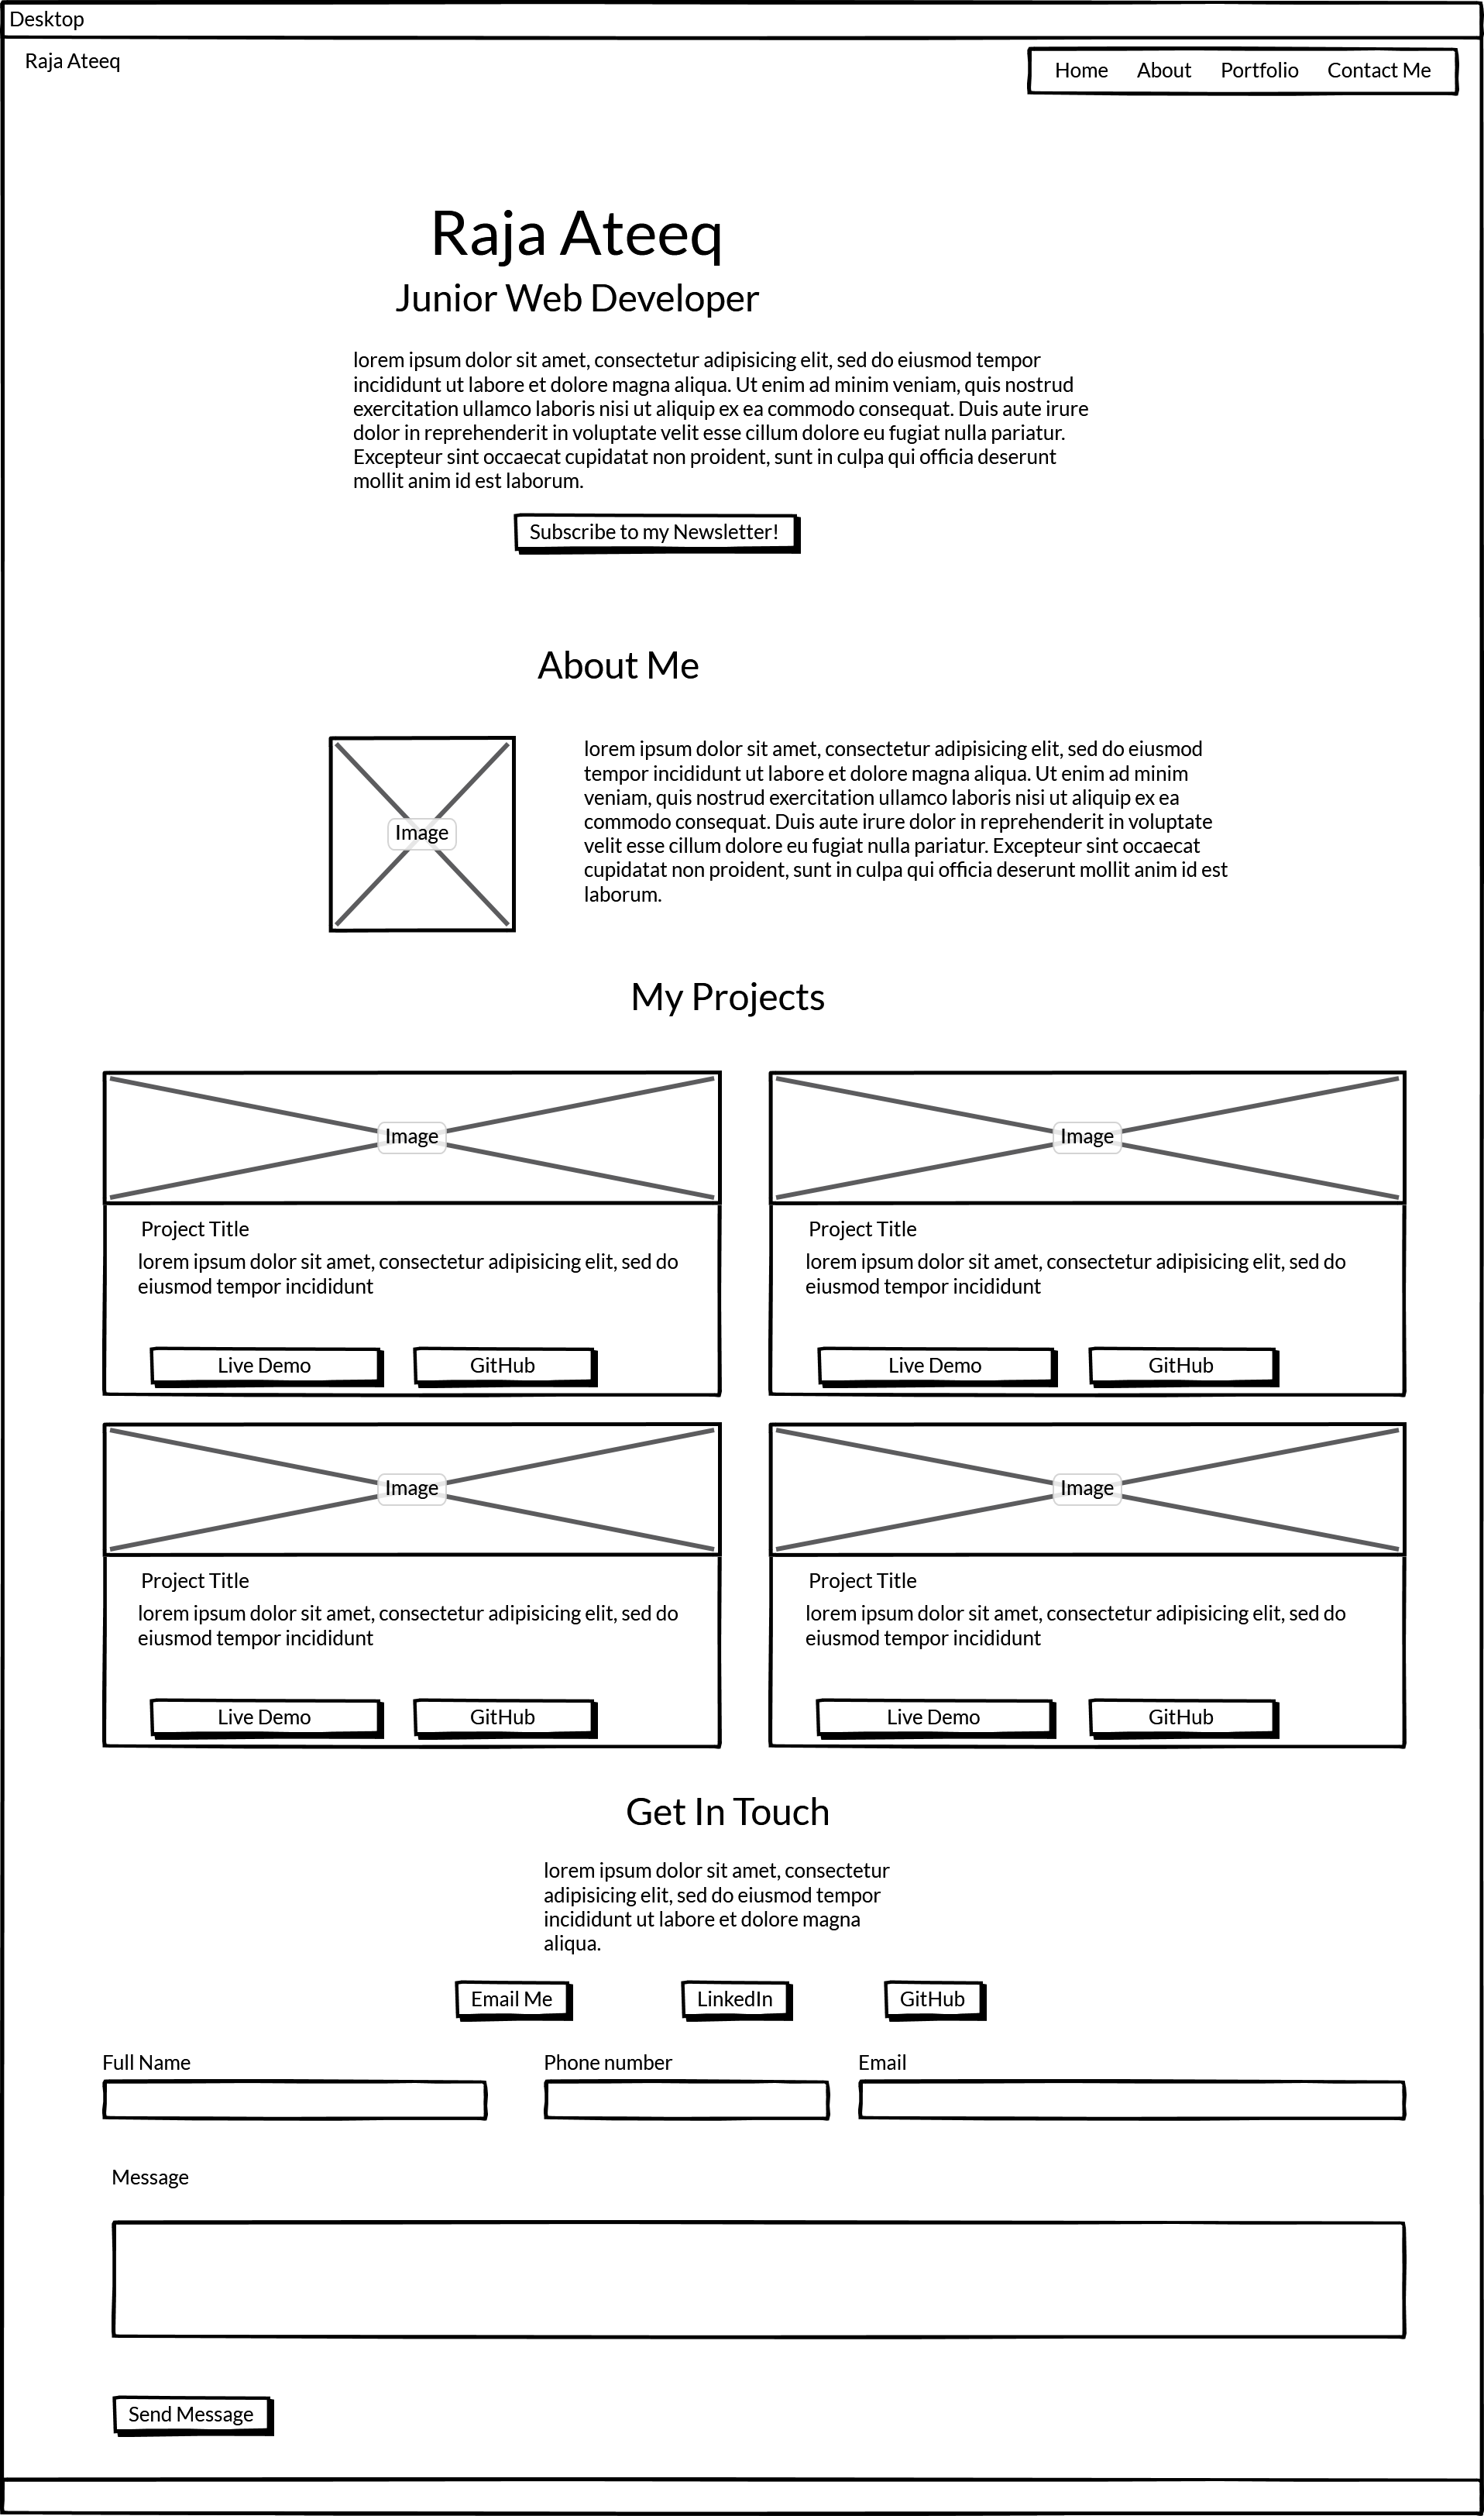 Desktop
Raja Ateeq
Home About Portfolio Contact Me
Raja Ateeq
Junior Web Developer
lorem ipsum dolor sit amet, consectetur adipisicing elit, sed do eiusmod tempor
incididunt ut labore et dolore magna aliqua. Ut enim ad minim veniam, quis nostrud
exercitation ullamco laboris nisi ut aliquip ex ea commodo consequat. Duis aute irure
dolor in reprehenderit in voluptate velit esse cillum dolore eu fugiat nulla pariatur.
Excepteur sint occaecat cupidatat non proident, sunt in culpa qui officia deserunt
mollit anim id est laborum.
Subscribe to my Newsletter!
About Me
Image
lorem ipsum dolor sit amet, consectetur adipisicing elit, sed do eiusmod
tempor incididunt ut labore et dolore magna aliqua. Ut enim ad minim
veniam, quis nostrud exercitation ullamco laboris nisi ut aliquip ex ea
commodo consequat. Duis aute irure dolor in reprehenderit in voluptate
velit esse cillum dolore eu fugiat nulla pariatur. Excepteur sint occaecat
cupidatat non proident, sunt in culpa qui officia deserunt mollit anim id est
laborum.
My Projects
Image
Project Title
lorem ipsum dolor sit amet, consectetur adipisicing elit, sed do
eiusmod tempor incididunt
Live Demo GitHub
Image
Project Title
lorem ipsum dolor sit amet, consectetur adipisicing elit, sed do
eiusmod tempor incididunt
Live Demo GitHub
Image
Project Title
lorem ipsum dolor sit amet, consectetur adipisicing elit, sed do
eiusmod tempor incididunt
Live Demo GitHub
Image
Project Title
lorem ipsum dolor sit amet, consectetur adipisicing elit, sed do
eiusmod tempor incididunt
Live Demo GitHub
Get In Touch
lorem ipsum dolor sit amet, consectetur
adipisicing elit, sed do eiusmod tempor
incididunt ut labore et dolore magna
aliqua.
Email Me LinkedIn GitHub
Full Name Phone number Email
Message
Send Message